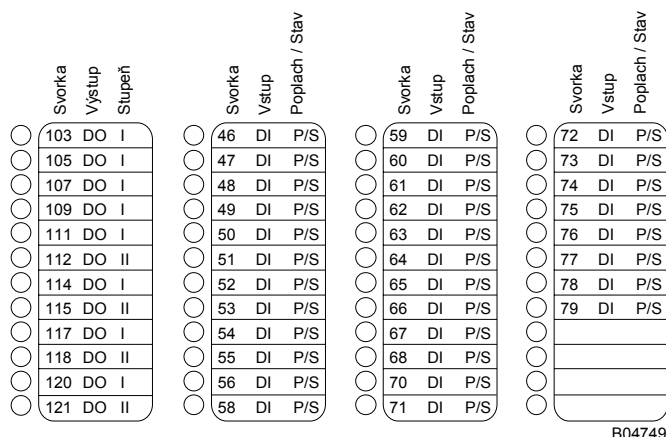 Svorka Výstup Stupeň
103 DO I
105 DO I
107 DO I
109 DO I
111 DO I
112 DO II
114 DO I
115 DO II
117 DO I
118 DO II
120 DO I
121 DO II
Svorka Vstup Poplach / Stav
46 DI P/S
47 DI P/S
48 DI P/S
49 DI P/S
50 DI P/S
51 DI P/S
52 DI P/S
53 DI P/S
54 DI P/S
55 DI P/S
56 DI P/S
58 DI P/S
Svorka Vstup Poplach / Stav
59 DI P/S
60 DI P/S
61 DI P/S
62 DI P/S
63 DI P/S
64 DI P/S
65 DI P/S
66 DI P/S
67 DI P/S
68 DI P/S
70 DI P/S
71 DI P/S
Svorka Vstup Poplach / Stav
72 DI P/S
73 DI P/S
74 DI P/S
75 DI P/S
76 DI P/S
77 DI P/S
78 DI P/S
79 DI P/S
B04749